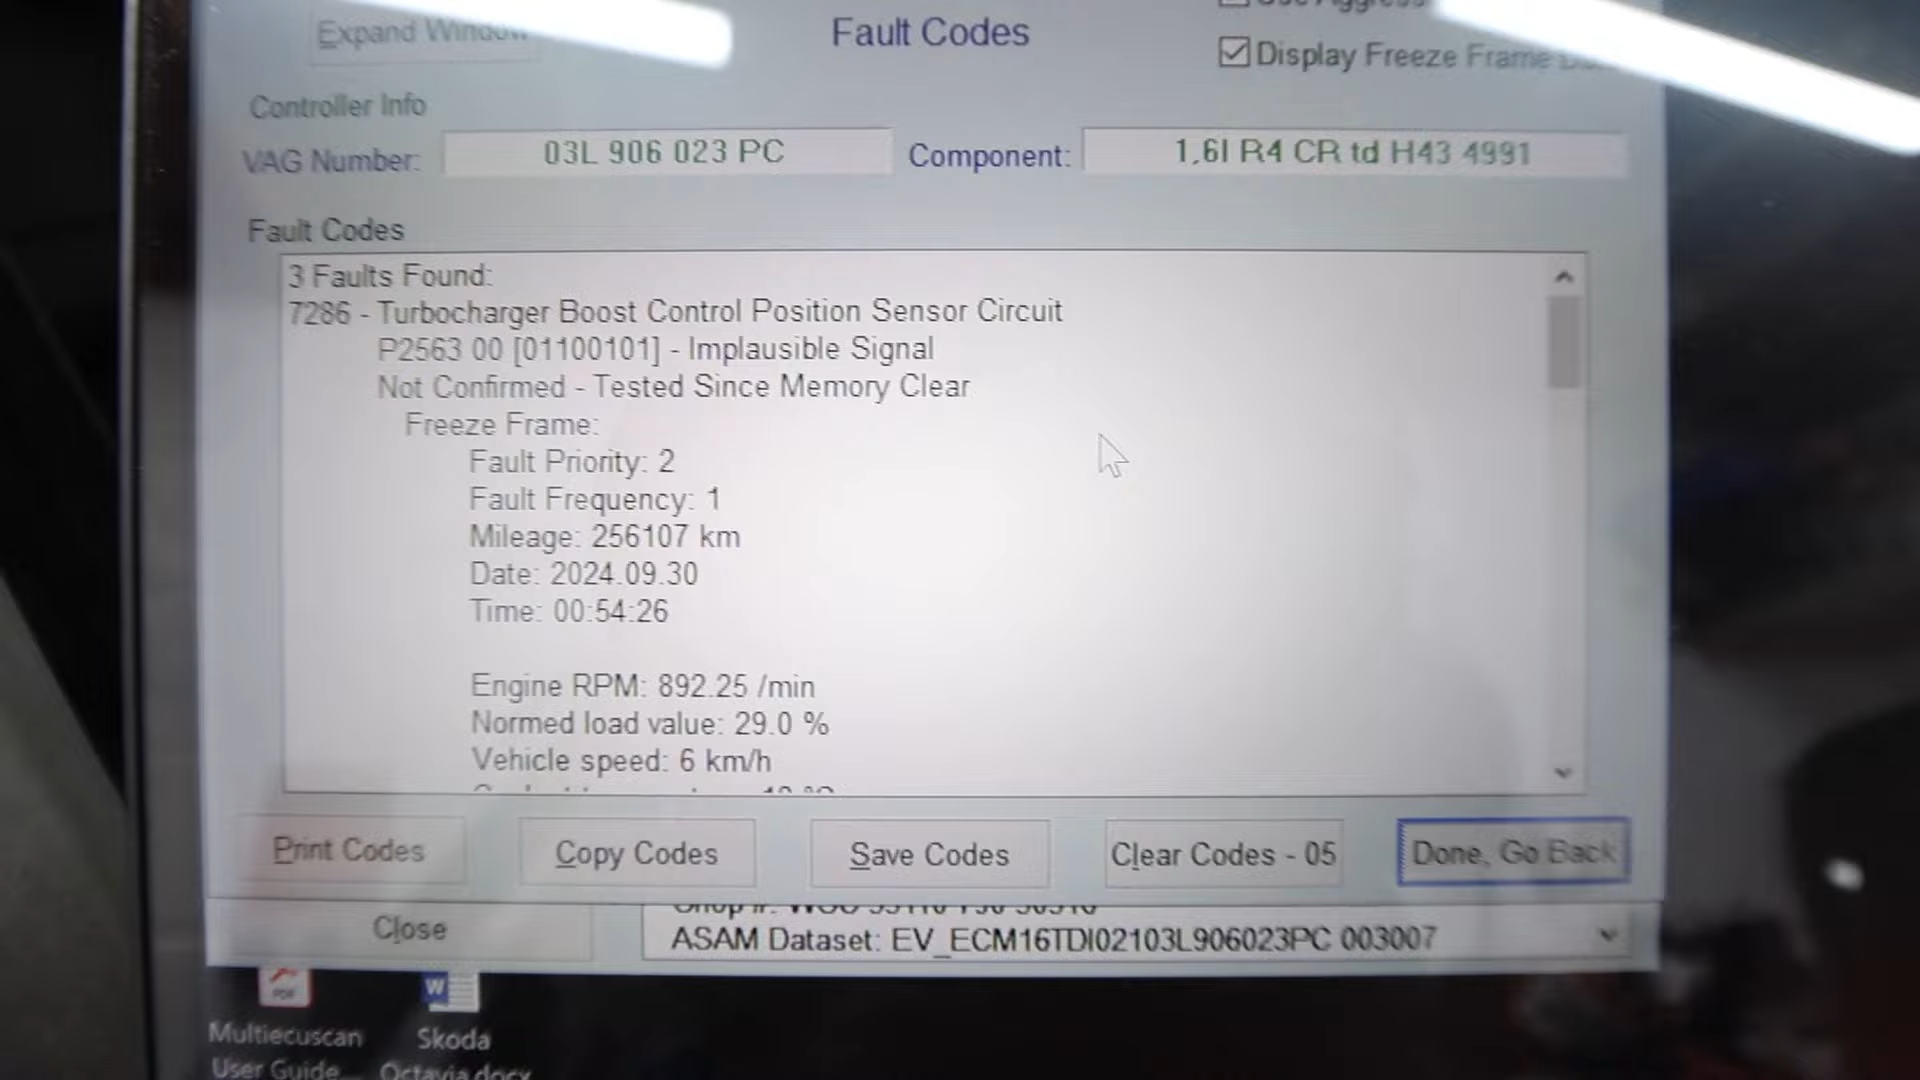 Expand Window
Fault Codes
Display Freeze Frame
Controller Info
VAG Number:
03L 906 023 PC
Component:
1,6l R4 CR td H43 4991
Fault Codes
3 Faults Found:
7286 - Turbocharger Boost Control Position Sensor Circuit
P2563 00 [01100101] - Implausible Signal
Not Confirmed - Tested Since Memory Clear
Freeze Frame:
Fault Priority: 2
Fault Frequency: 1
Mileage: 256107 km
Date: 2024.09.30
Time: 00:54:26
Engine RPM: 892.25 /min
Normed load value: 29.0 %
Vehicle speed: 6 km/h
Print Codes
Copy Codes
Save Codes
Clear Codes - 05
Done, Go Back
Close
ASAM Dataset: EV_ECM16TDI02103L906023PC 003007
PDF
W
Multiecuscan
User Guide...
Skoda
Octavia.docx